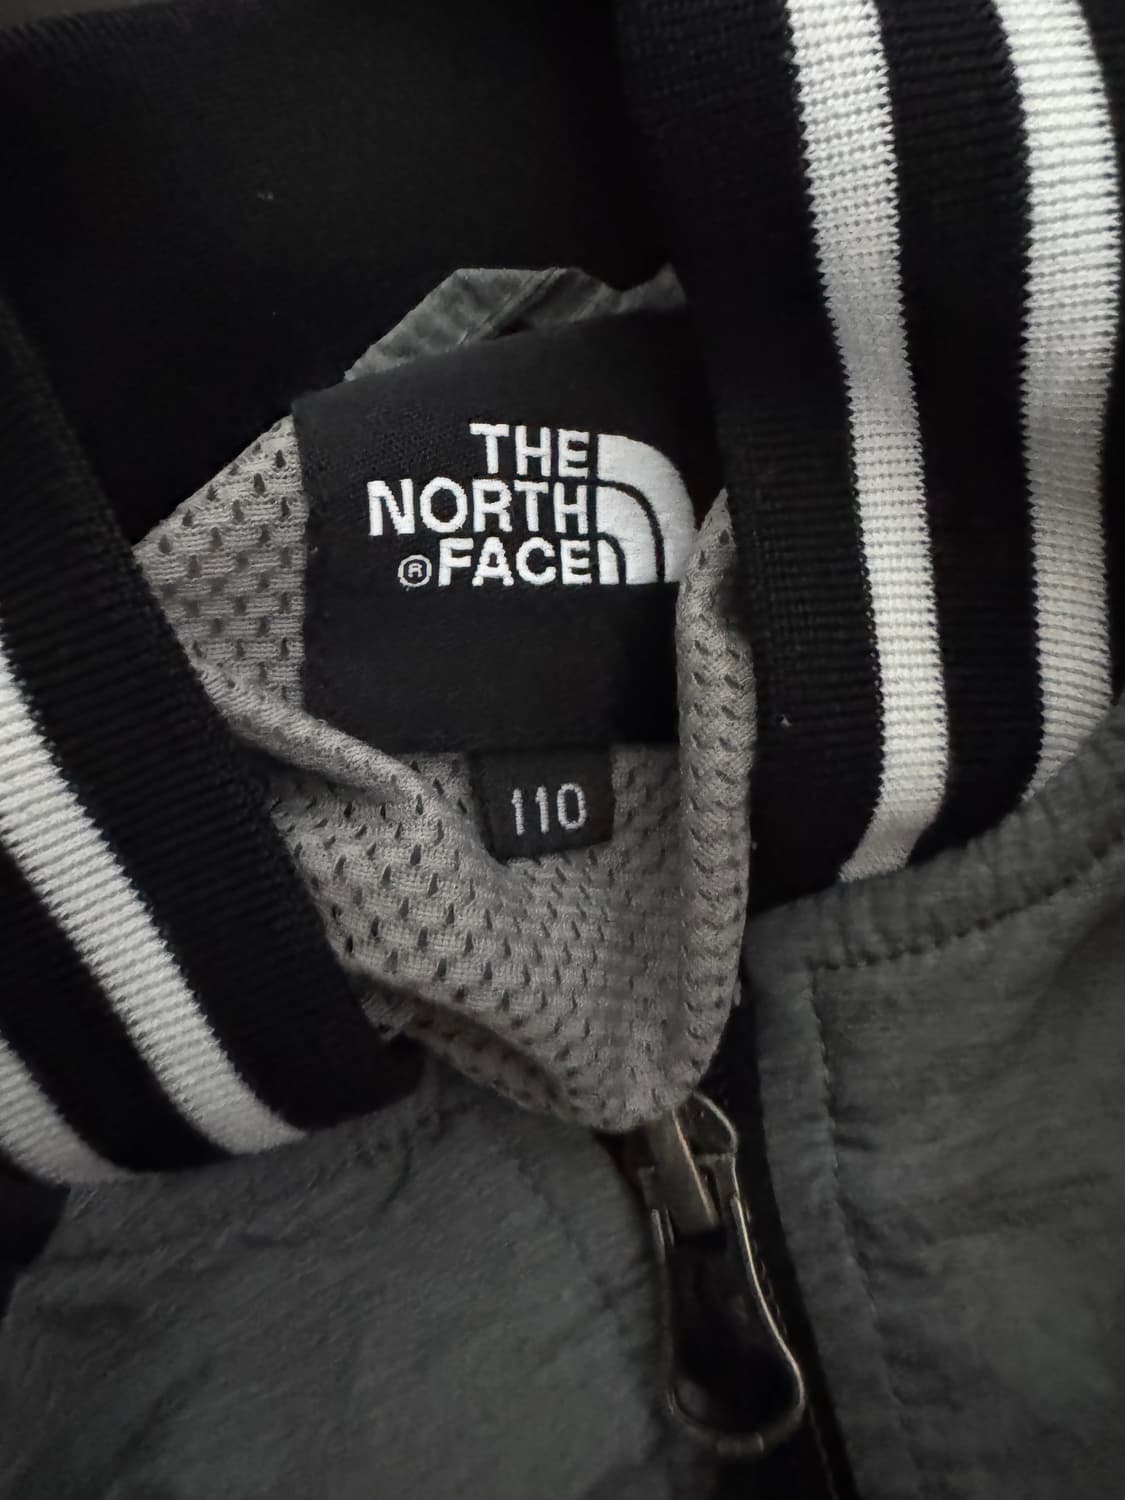 THE
NORTH
®FACE
110